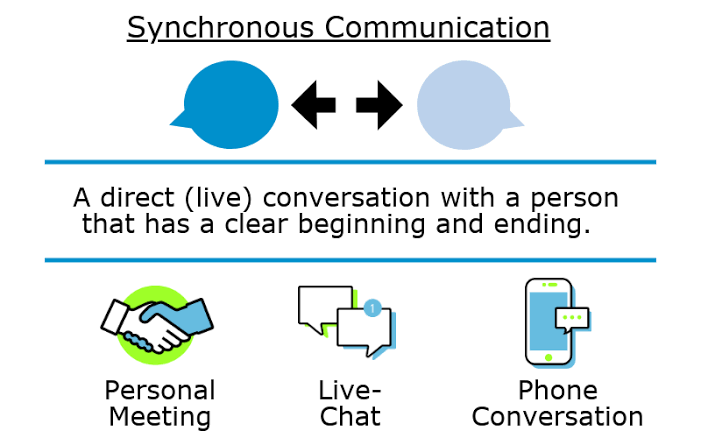 Synchronous Communication
A direct (live) conversation with a person
that has a clear beginning and ending.
1
Personal
Meeting
Live-
Chat
Phone
Conversation